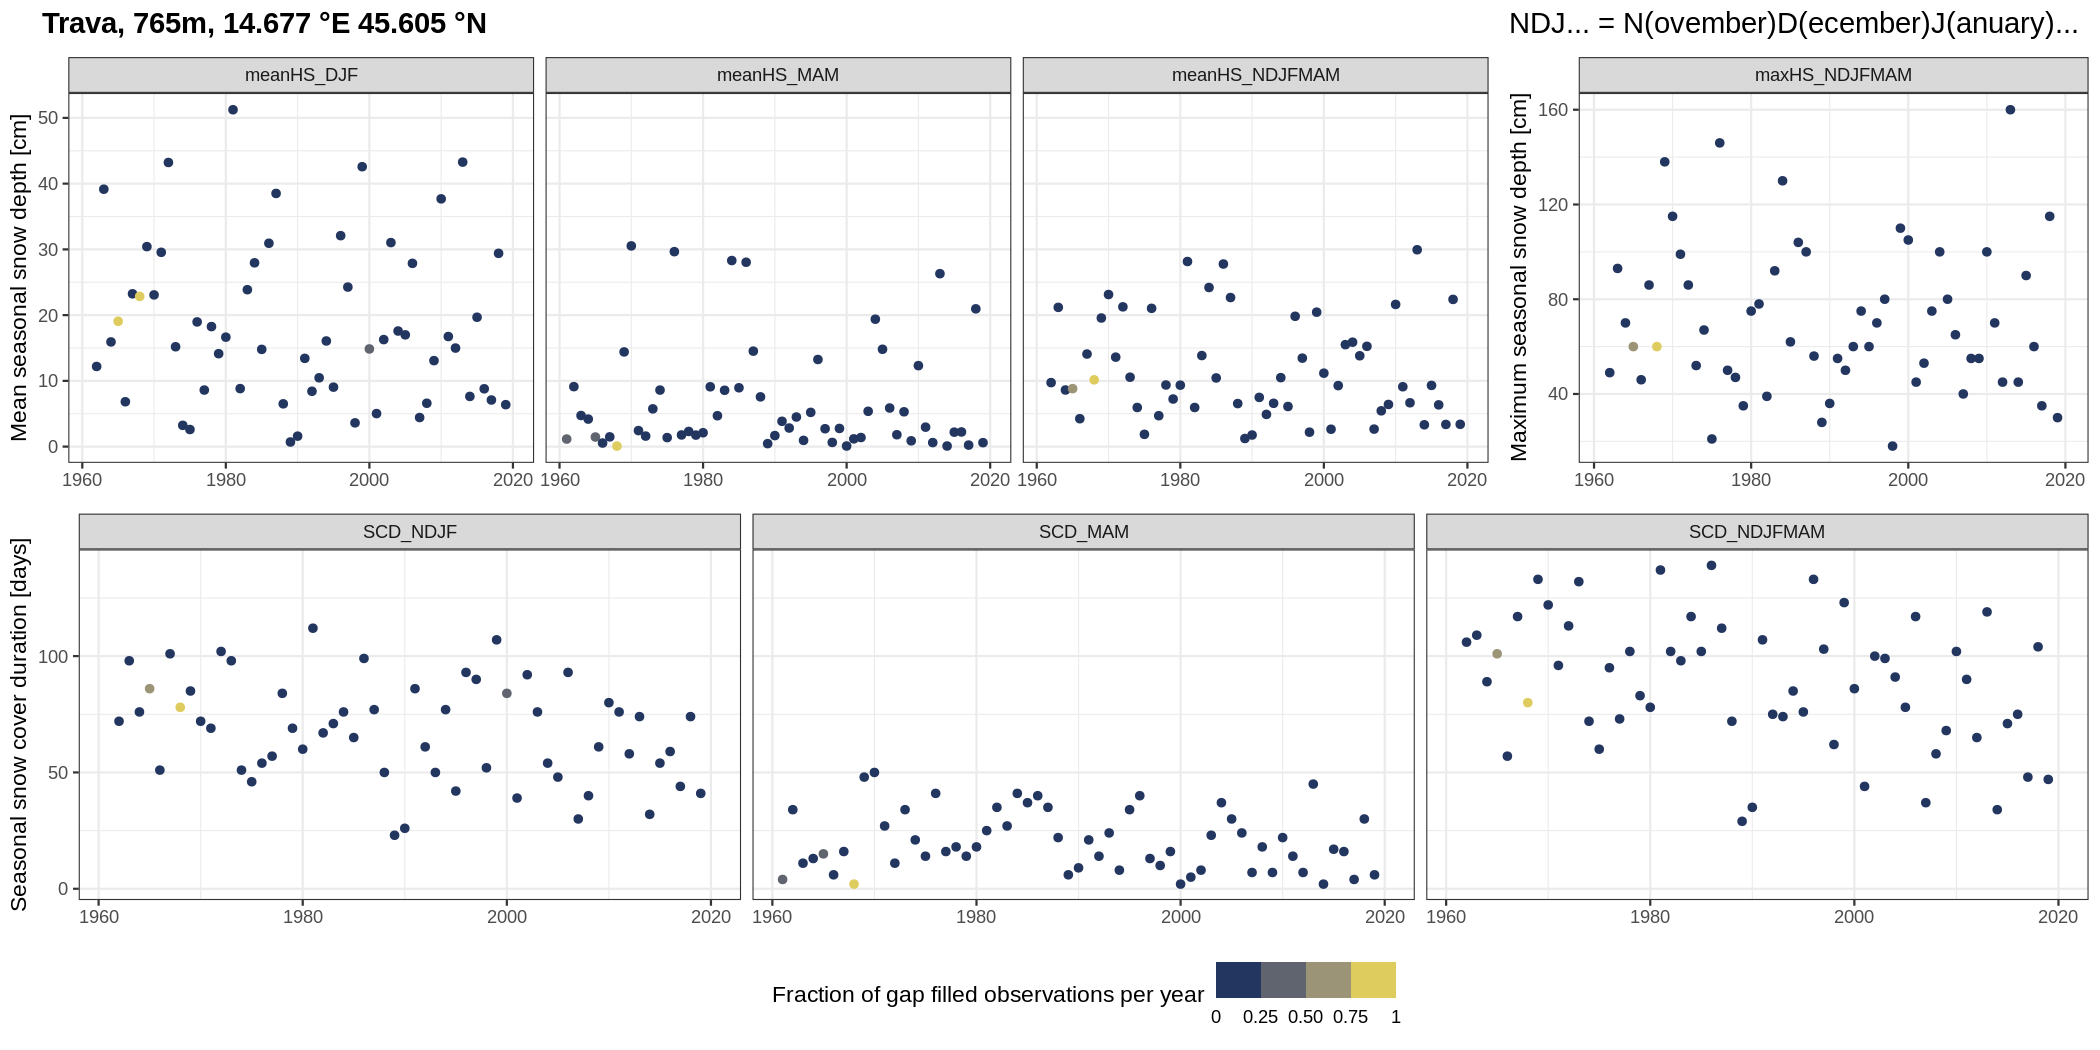 Trava, 765m, 14.677 °E 45.605 °N
NDJ... = N(ovember)D(ecember)J(anuary)...
meanHS_DJF
meanHS_MAM
meanHS_NDJFMAM
maxHS_NDJFMAM
Mean seasonal snow depth [cm]
50
40
30
20
10
0
1960 1980 2000 2020
1960 1980 2000 2020
1960 1980 2000 2020
Maximum seasonal snow depth [cm]
160
120
80
40
1960 1980 2000 2020
SCD_NDJF
SCD_MAM
SCD_NDJFMAM
Seasonal snow cover duration [days]
100
50
0
1960 1980 2000 2020
1960 1980 2000 2020
1960 1980 2000 2020
Fraction of gap filled observations per year
0 0.25 0.50 0.75 1